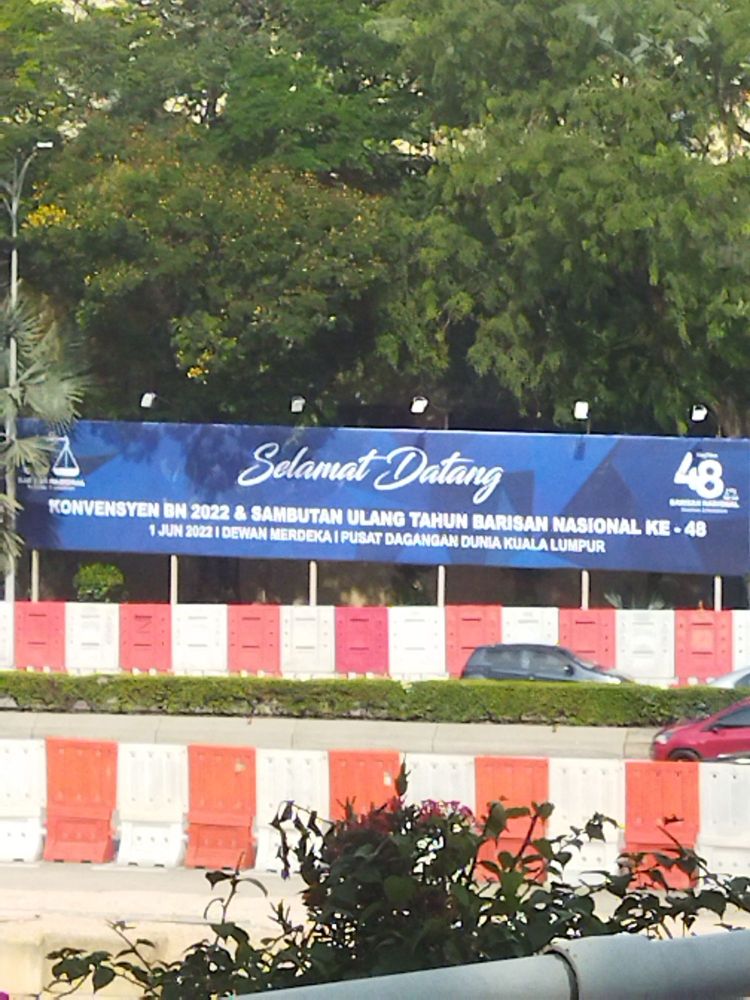 Selamat Datang
KONVENSYEN BN 2022 & SAMBUTAN ULANG TAHUN BARISAN NASIONAL KE - 48
1 JUN 2022 | DEWAN MERDEKA | PUSAT DAGANGAN DUNIA KUALA LUMPUR
48
BARISAN NASIONAL